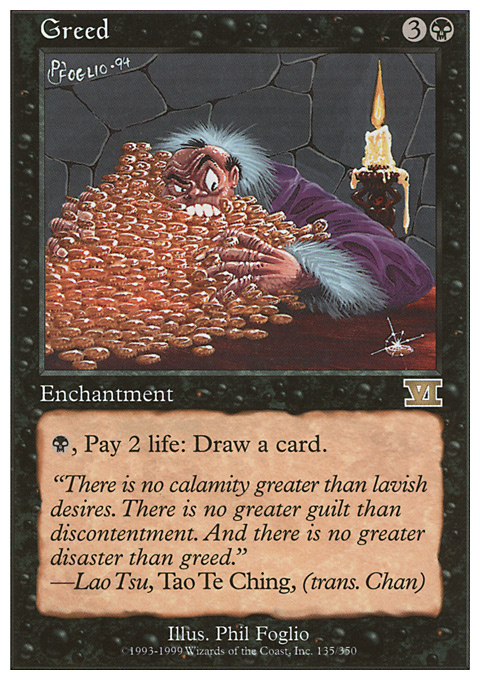 Greed 3
PFOGLIO-94
Enchantment VI
, Pay 2 life: Draw a card.
“There is no calamity greater than lavish
desires. There is no greater guilt than
discontentment. And there is no greater
disaster than greed.”
—Lao Tsu, Tao Te Ching, (trans. Chan)
Illus. Phil Foglio
©1993-1999 Wizards of the Coast, Inc. 135/350